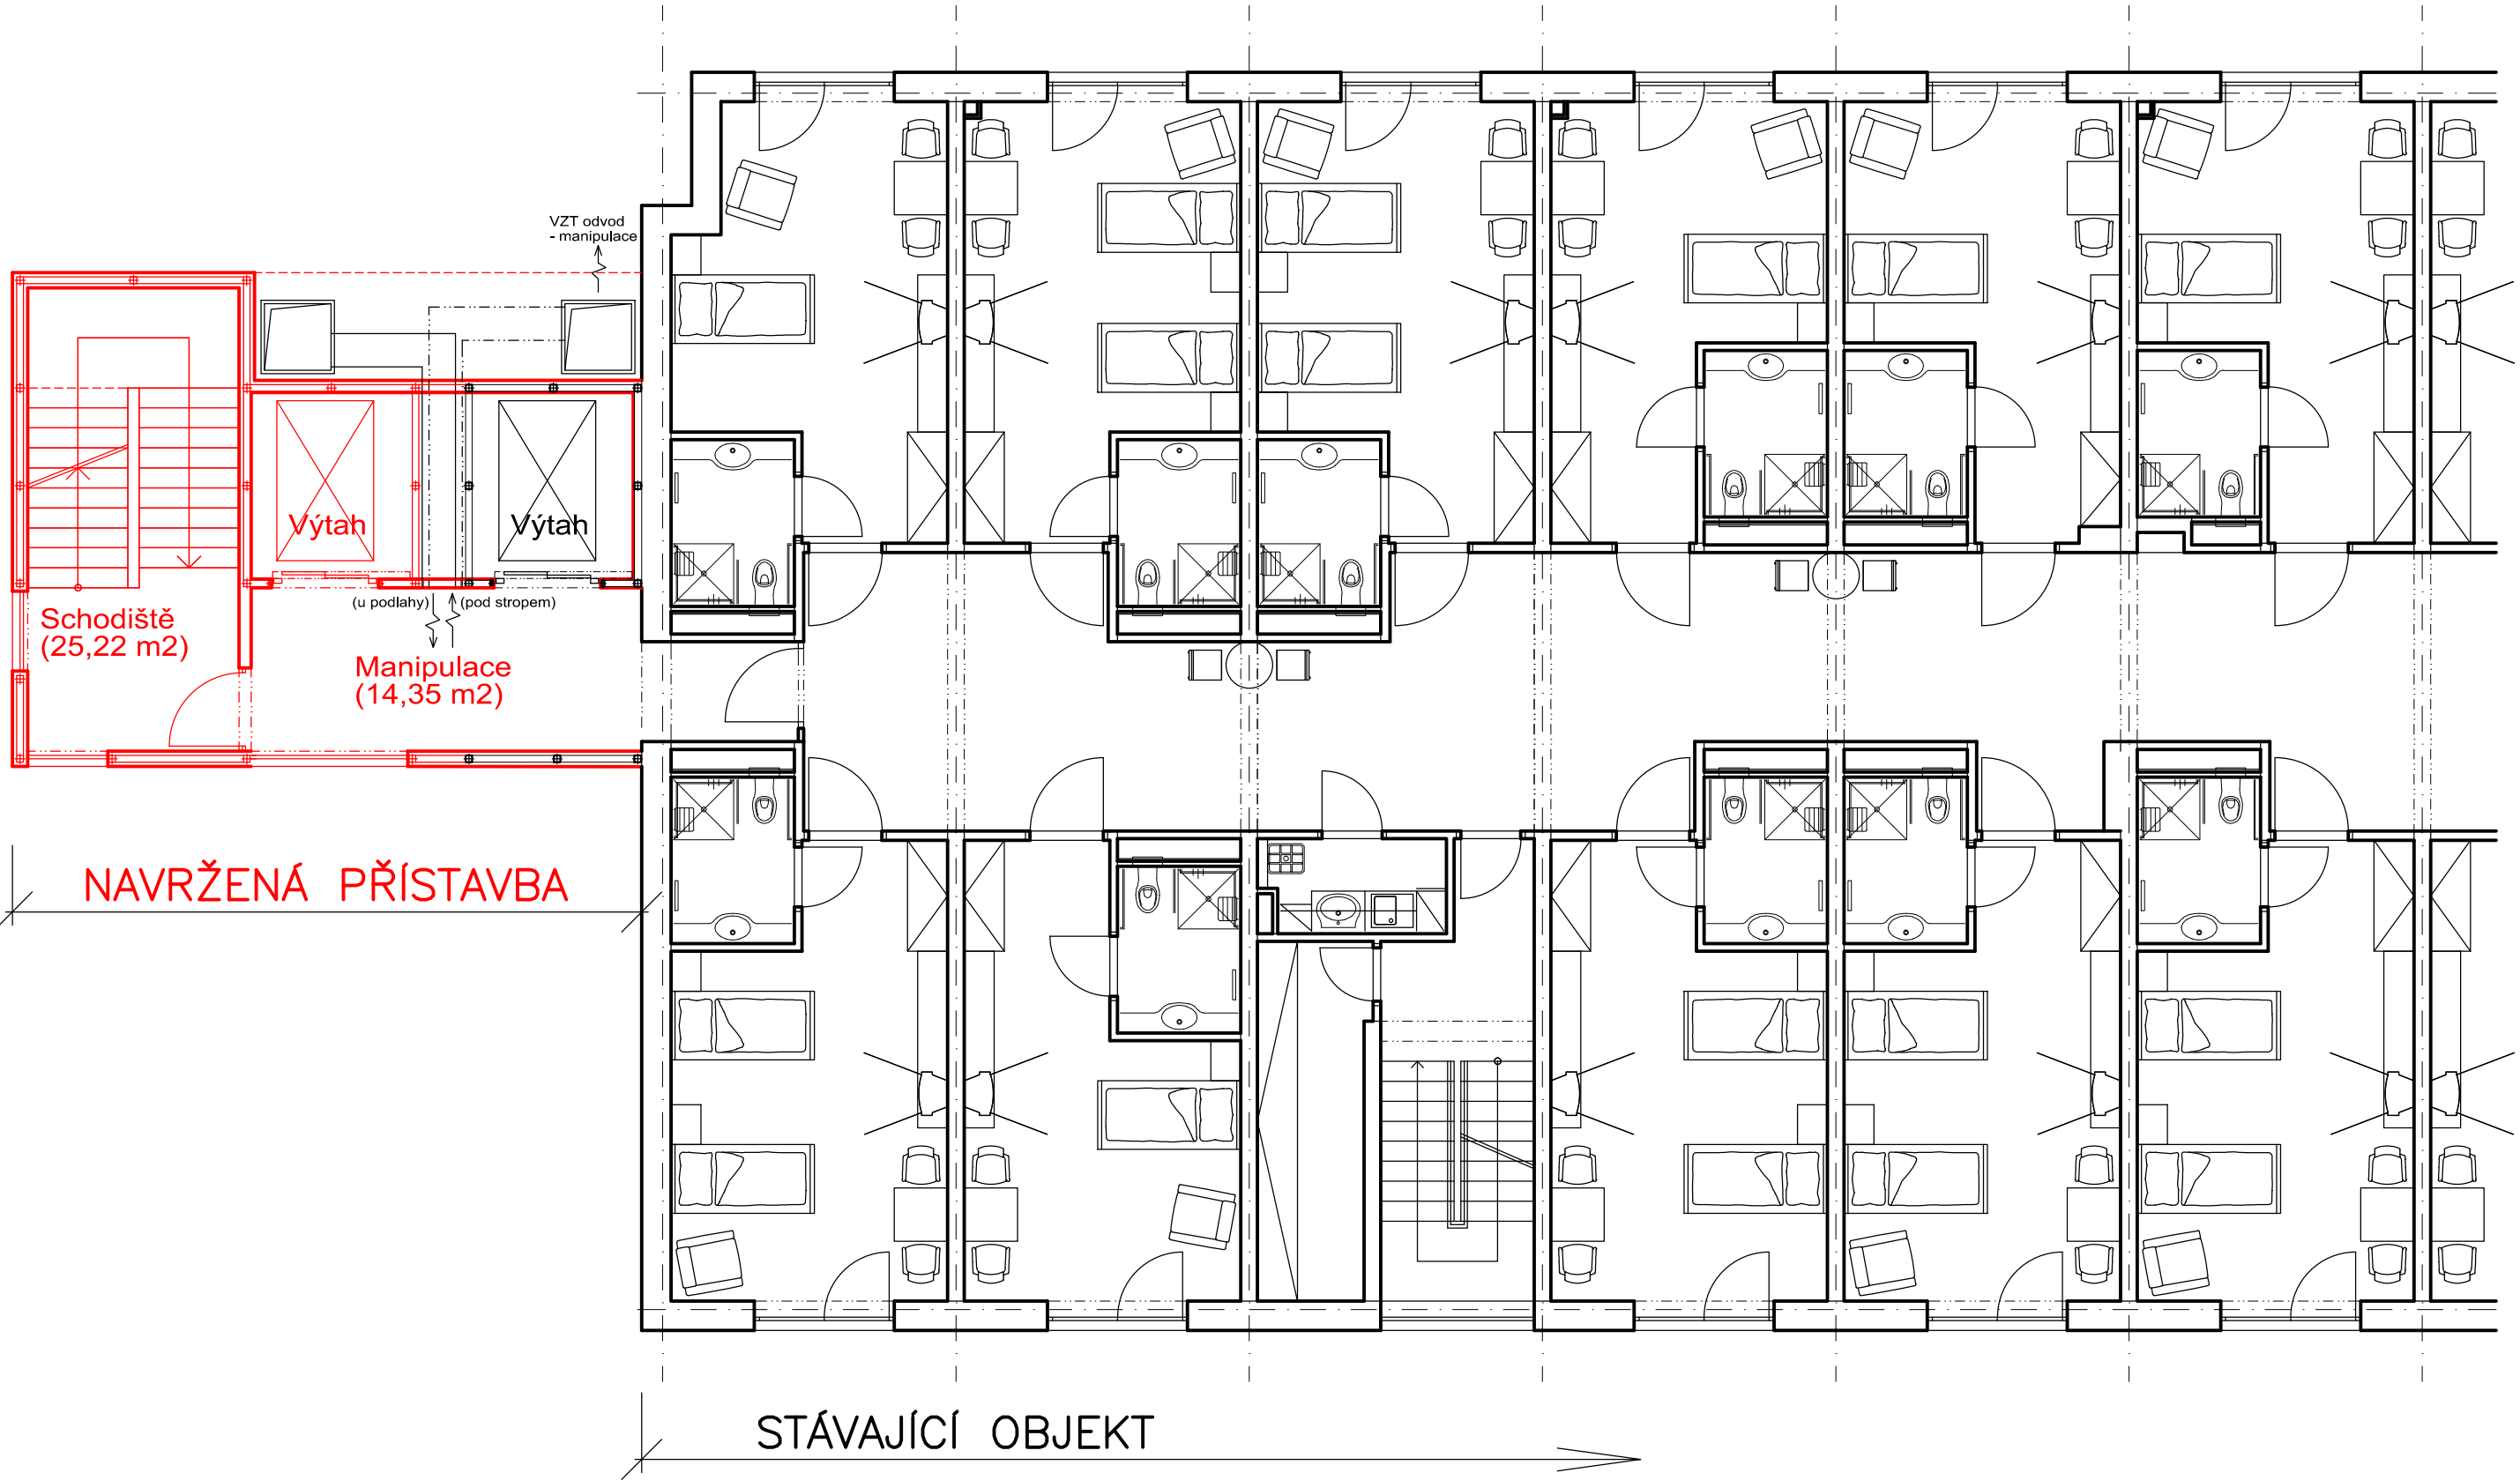 VZT odvod
- manipulace
Výtah
Výtah
(u podlahy)
(pod stropem)
Schodiště
(25,22 m2)
Manipulace
(14,35 m2)
NAVRŽENÁ PŘÍSTAVBA
STÁVAJÍCÍ OBJEKT